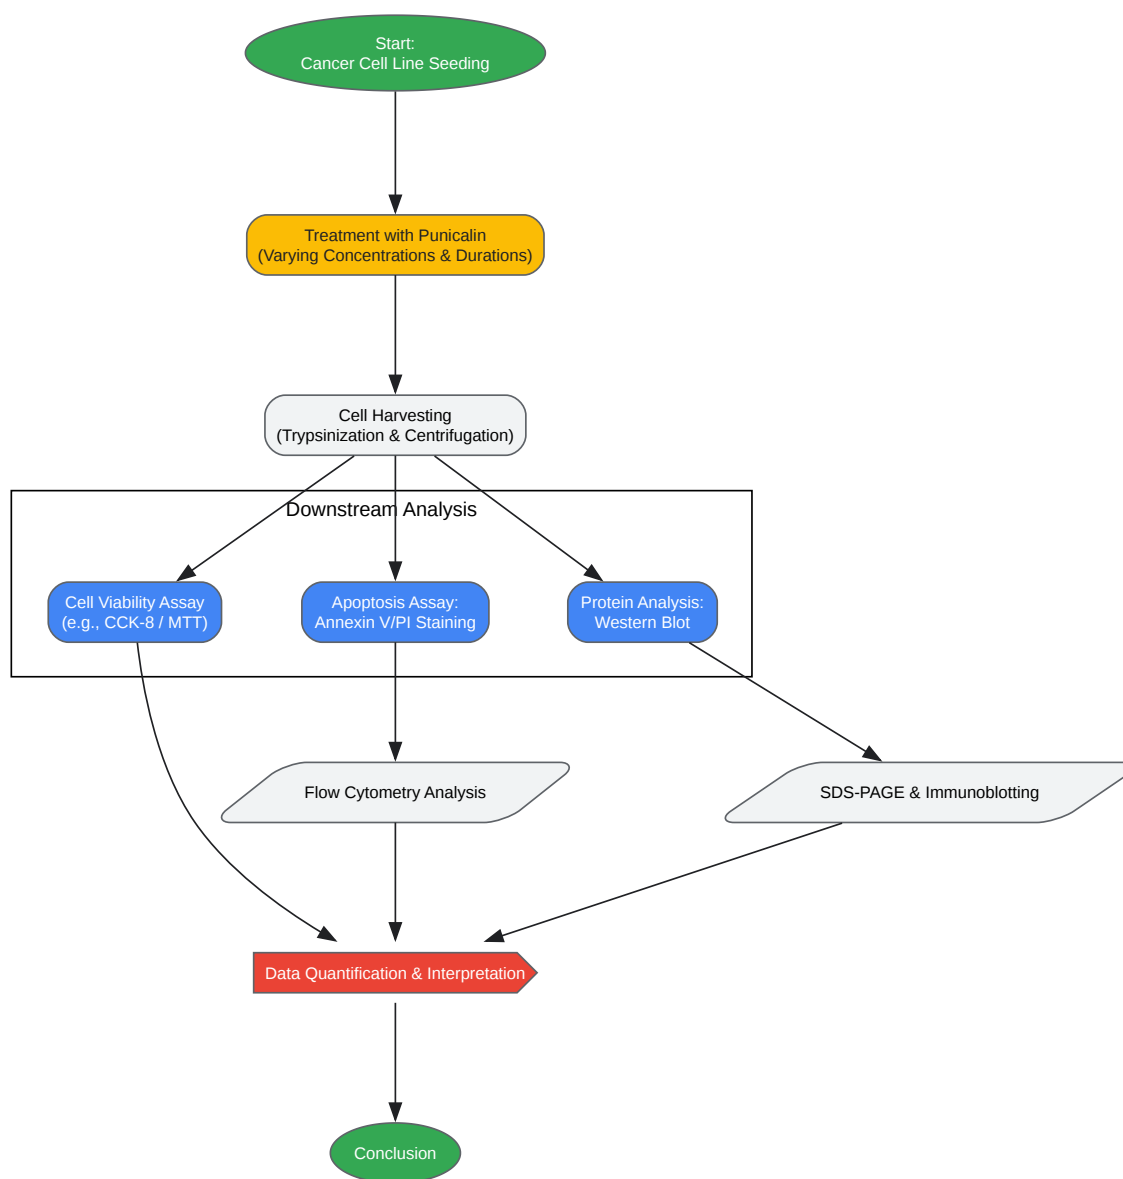 Start:
Cancer Cell Line Seeding
Treatment with Punicalin
(Varying Concentrations & Durations)
Cell Harvesting
(Trypsinization & Centrifugation)
Downstream Analysis
Cell Viability Assay
(e.g., CCK-8 / MTT)
Apoptosis Assay:
Annexin V/PI Staining
Protein Analysis:
Western Blot
Flow Cytometry Analysis
SDS-PAGE & Immunoblotting
Data Quantification & Interpretation
Conclusion